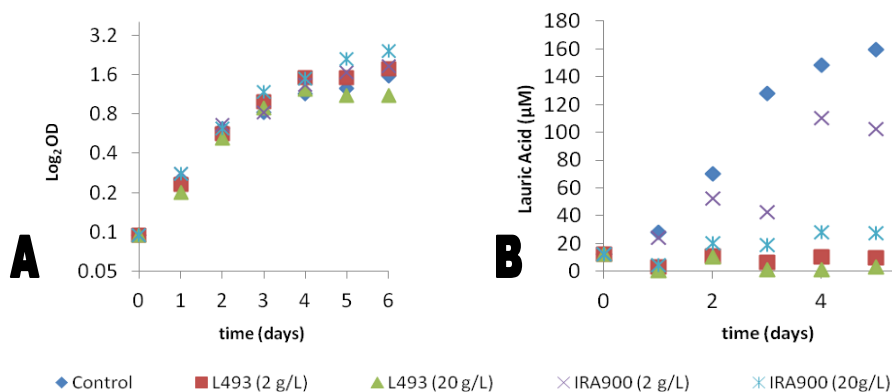 A
Log2 OD
3.2
1.6
0.8
0.4
0.2
0.1
0.05
0 1 2 3 4 5 6
time (days)
B
Lauric Acid (µM)
180
160
140
120
100
80
60
40
20
0
0 2 4
time (days)
Control L493 (2 g/L) L493 (20 g/L) IRA900 (2 g/L) IRA900 (20g/L)